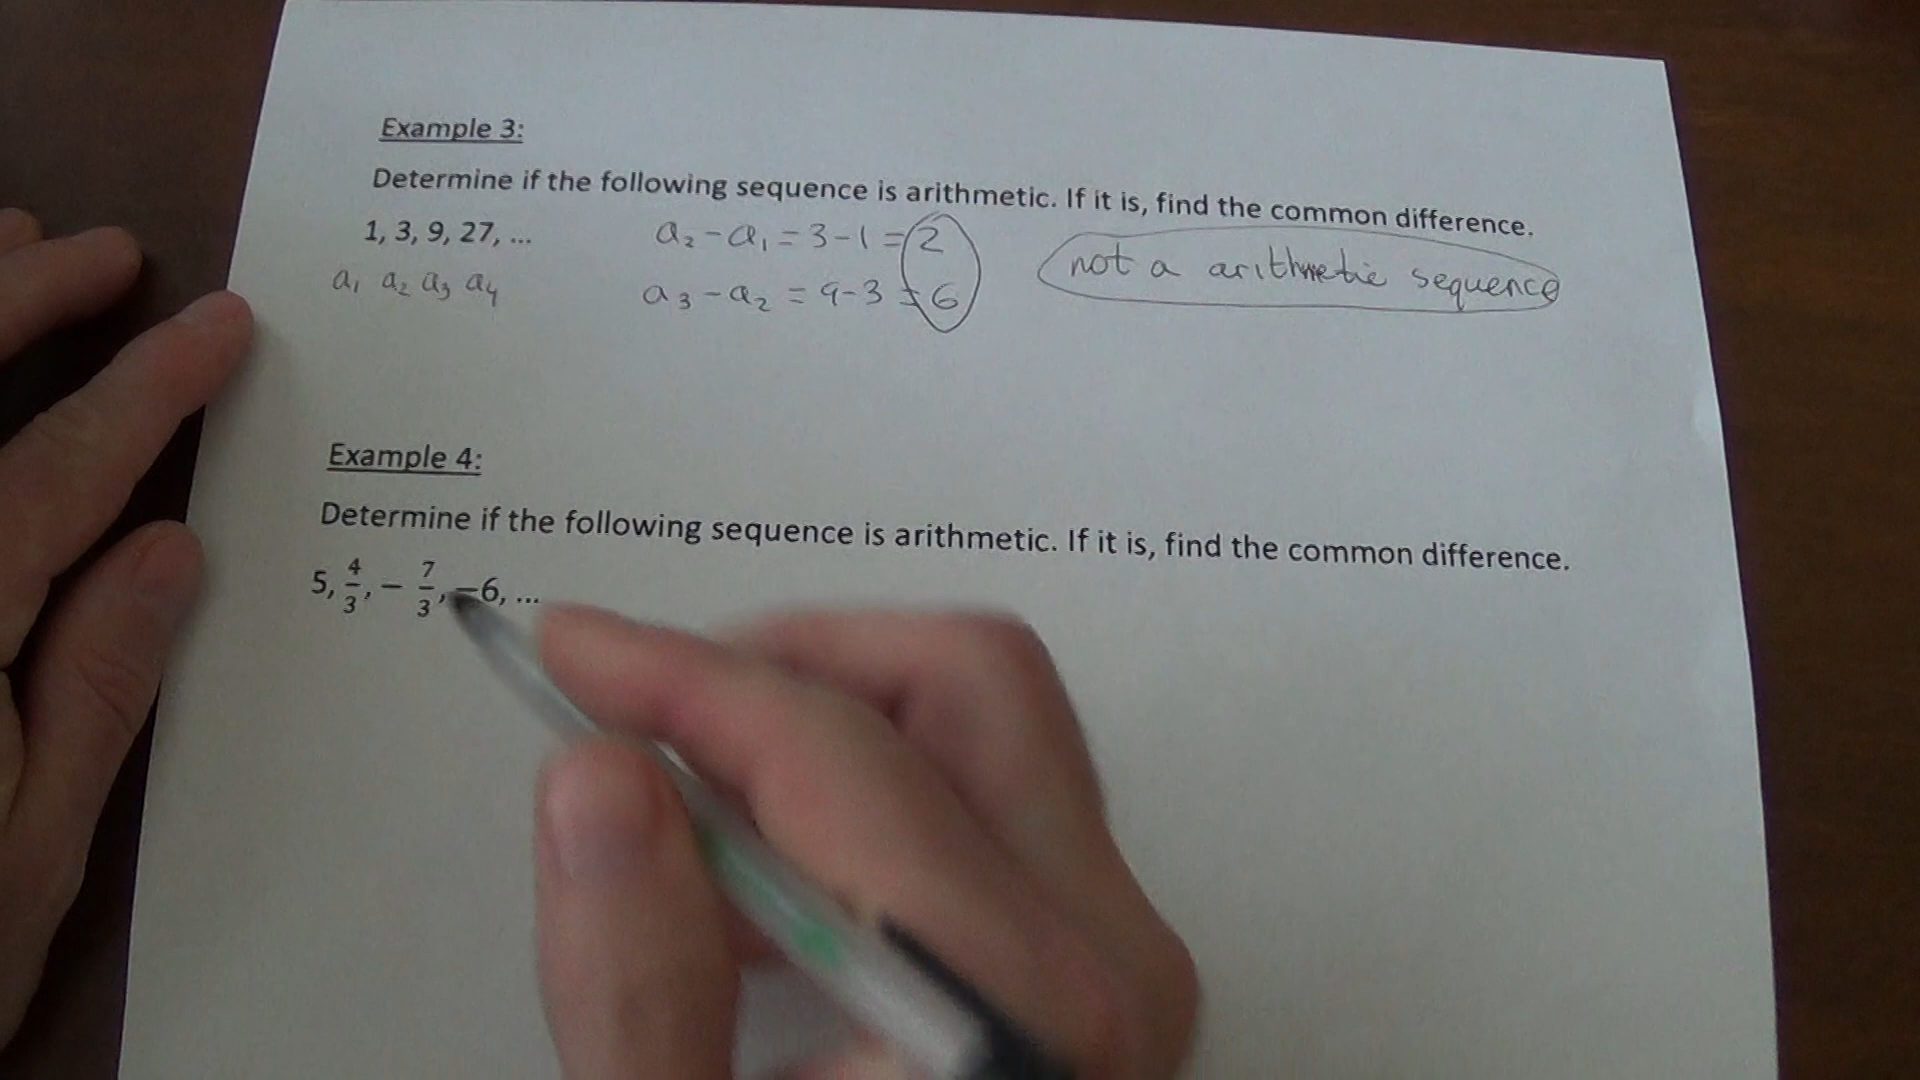 Example 3:
Determine if the following sequence is arithmetic. If it is, find the common difference.
1, 3, 9, 27, ...
a₁ a₂ a₃ a₄
a₂ - a₁ = 3 - 1 = 2
a₃ - a₂ = 9 - 3 = 6
not a arithmetic sequence
Example 4:
Determine if the following sequence is arithmetic. If it is, find the common difference.
5, 4/3, - 7/3, -6, ...